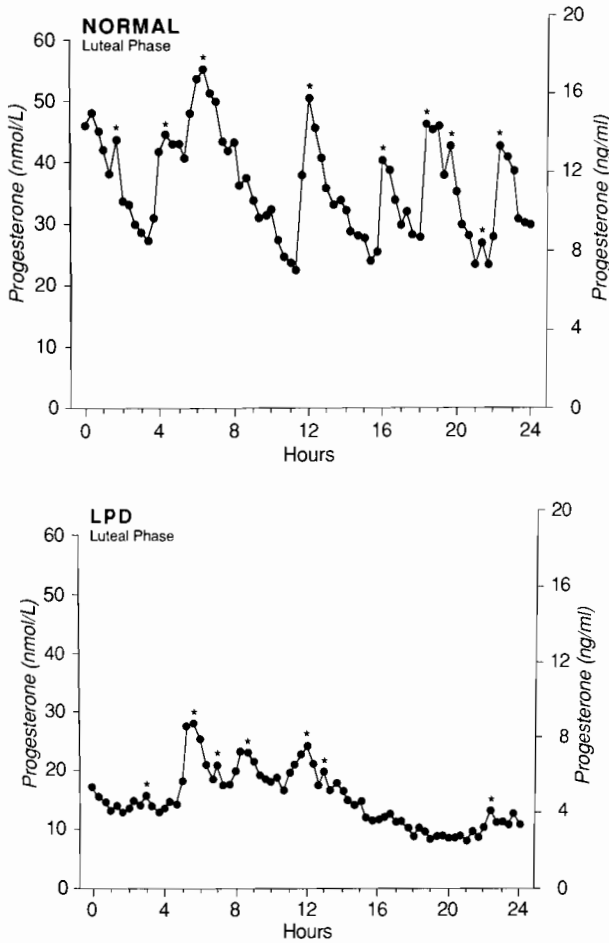 NORMAL
Luteal Phase
Progesterone (nmol/L)
60
50
40
30
20
10
0
Progesterone (ng/ml)
20
16
12
8
4
0
0 4 8 12 16 20 24
Hours
LPD
Luteal Phase
Progesterone (nmol/L)
60
50
40
30
20
10
0
Progesterone (ng/ml)
20
16
12
8
4
0
0 4 8 12 16 20 24
Hours